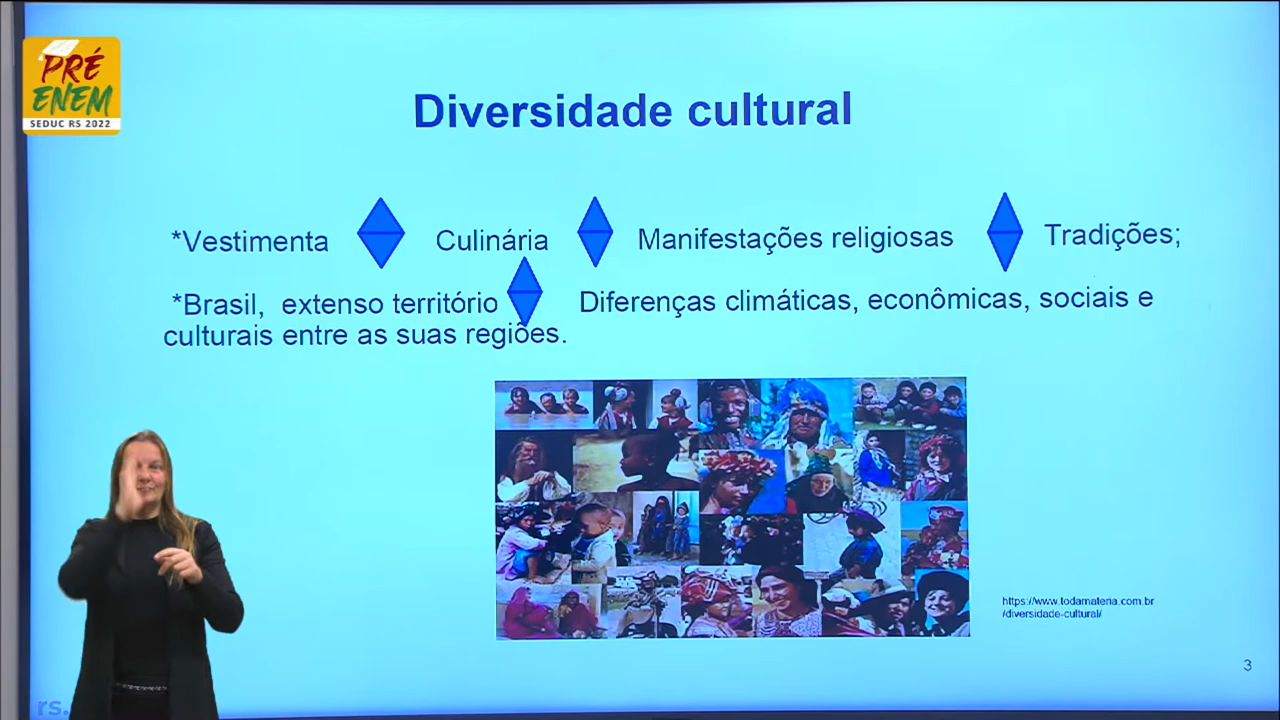 PRÉ
ENEM
SEDUC RS 2022
Diversidade cultural
*Vestimenta Culinária Manifestações religiosas Tradições;
*Brasil, extenso território Diferenças climáticas, econômicas, sociais e
culturais entre as suas regiões.
https://www.todamateria.com.br
/diversidade-cultural/
3
rs.